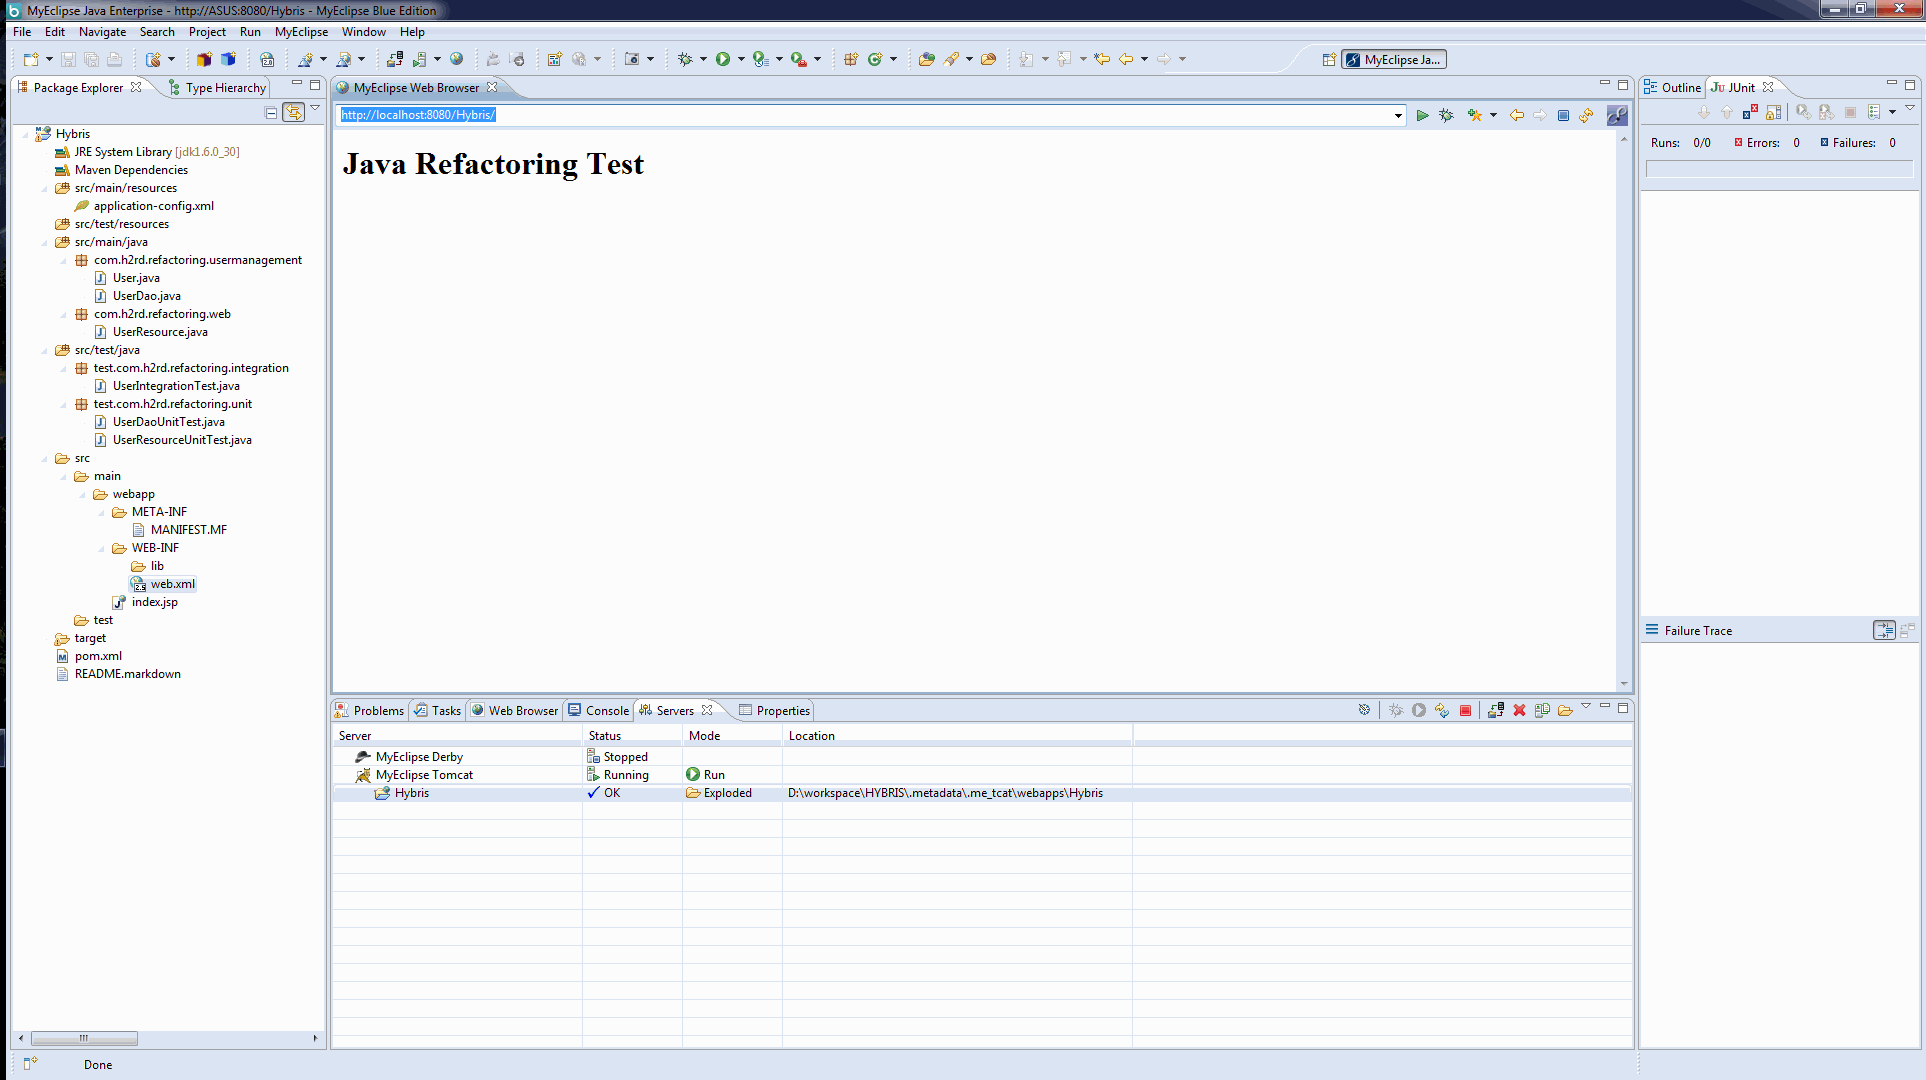 MyEclipse Java Enterprise - http://ASUS:8080/Hybris - MyEclipse Blue Edition
File Edit Navigate Search Project Run MyEclipse Window Help
MyEclipse Ja...
Package Explorer Type Hierarchy
Hybris
JRE System Library [jdk1.6.0_30]
Maven Dependencies
src/main/resources
application-config.xml
src/test/resources
src/main/java
com.h2rd.refactoring.usermanagement
User.java
UserDao.java
com.h2rd.refactoring.web
UserResource.java
src/test/java
test.com.h2rd.refactoring.integration
UserIntegrationTest.java
test.com.h2rd.refactoring.unit
UserDaoUnitTest.java
UserResourceUnitTest.java
src
main
webapp
META-INF
MANIFEST.MF
WEB-INF
lib
web.xml
index.jsp
test
target
pom.xml
README.markdown
MyEclipse Web Browser
http://localhost:8080/Hybris/
Java Refactoring Test
Problems Tasks Web Browser Console Servers Properties
Server Status Mode Location
MyEclipse Derby Stopped
MyEclipse Tomcat Running Run
Hybris OK Exploded D:\workspace\HYBRIS\.metadata\.me_tcat\webapps\Hybris
Outline JUnit
Runs: 0/0 Errors: 0 Failures: 0
Failure Trace
Done